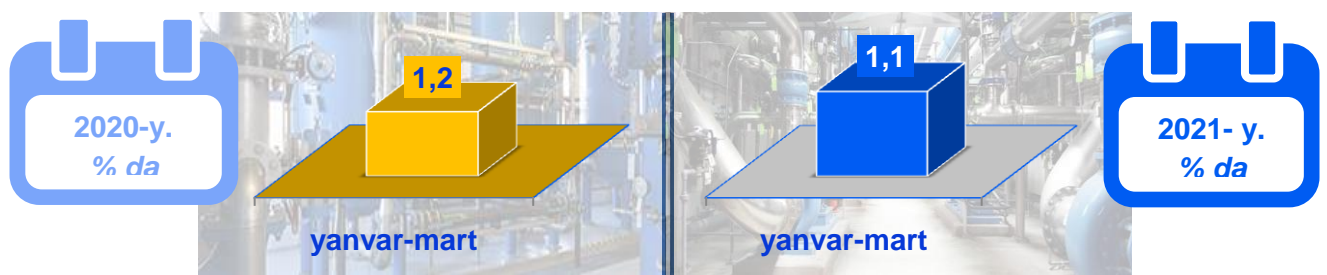 2020-y.
% da
1,2
yanvar-mart
1,1
yanvar-mart
2021- y.
% da